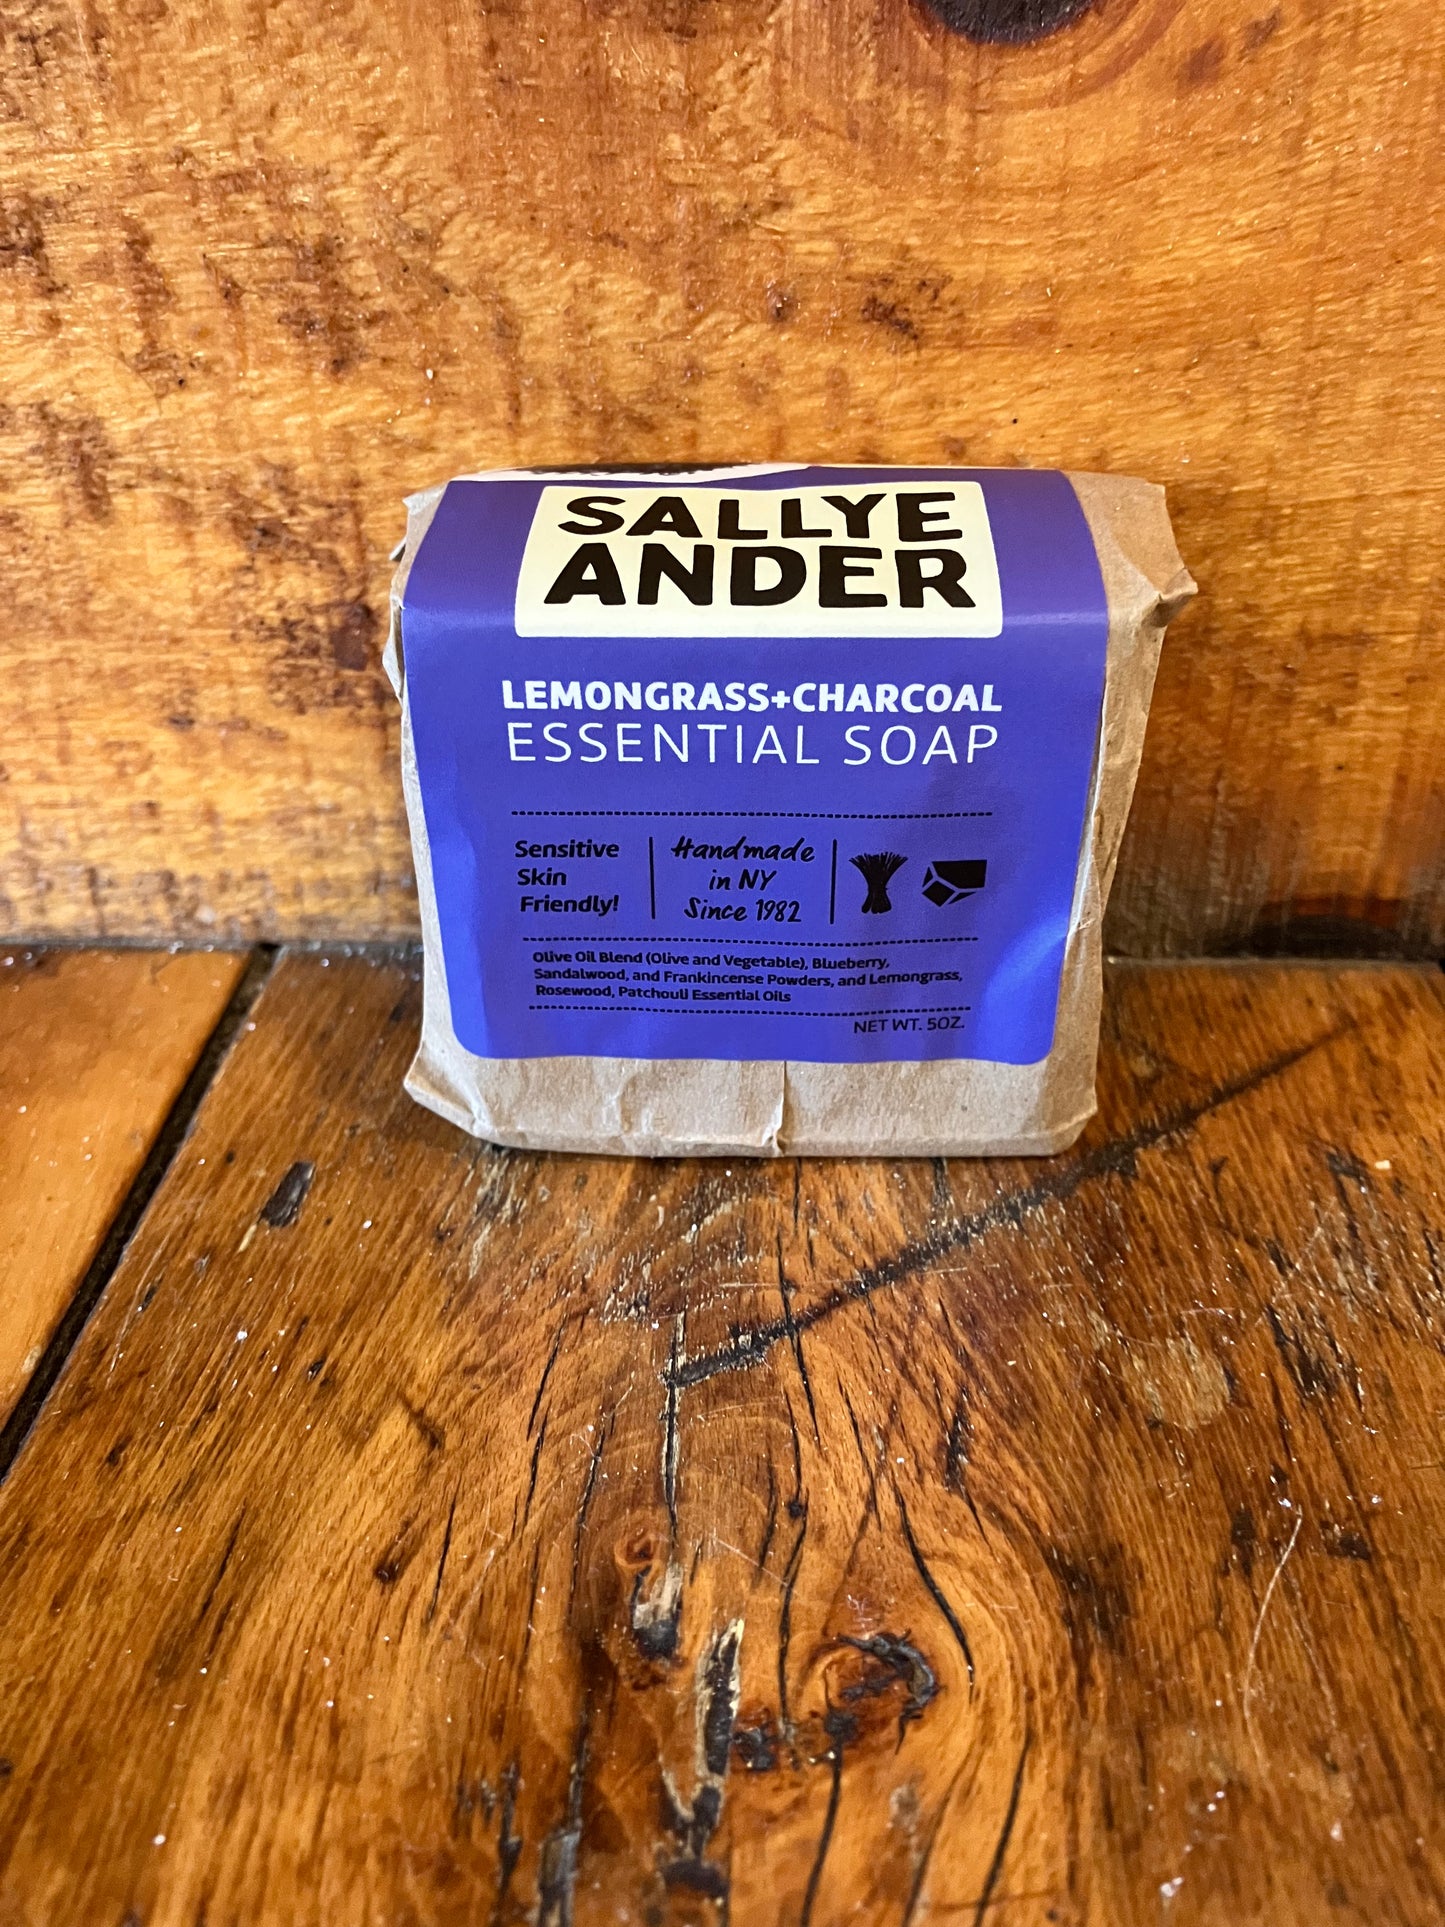 SALLYE
ANDER
LEMONGRASS+CHARCOAL
ESSENTIAL SOAP
Sensitive
Skin
Friendly!
Handmade
in NY
Since 1982
Olive Oil Blend (Olive and Vegetable), Blueberry,
Sandalwood, and Frankincense Powders, and Lemongrass,
Rosewood, Patchouli Essential Oils
NET WT. 5OZ.